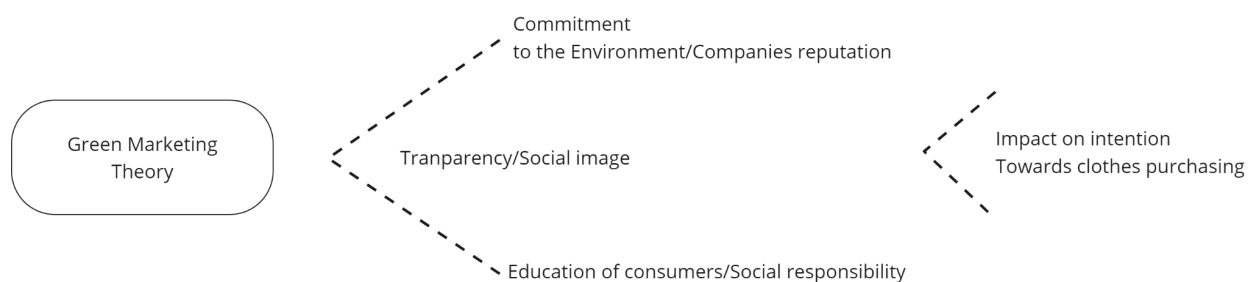 Green Marketing
Theory
Commitment
to the Environment/Companies reputation
Tranparency/Social image
Education of consumers/Social responsibility
Impact on intention
Towards clothes purchasing